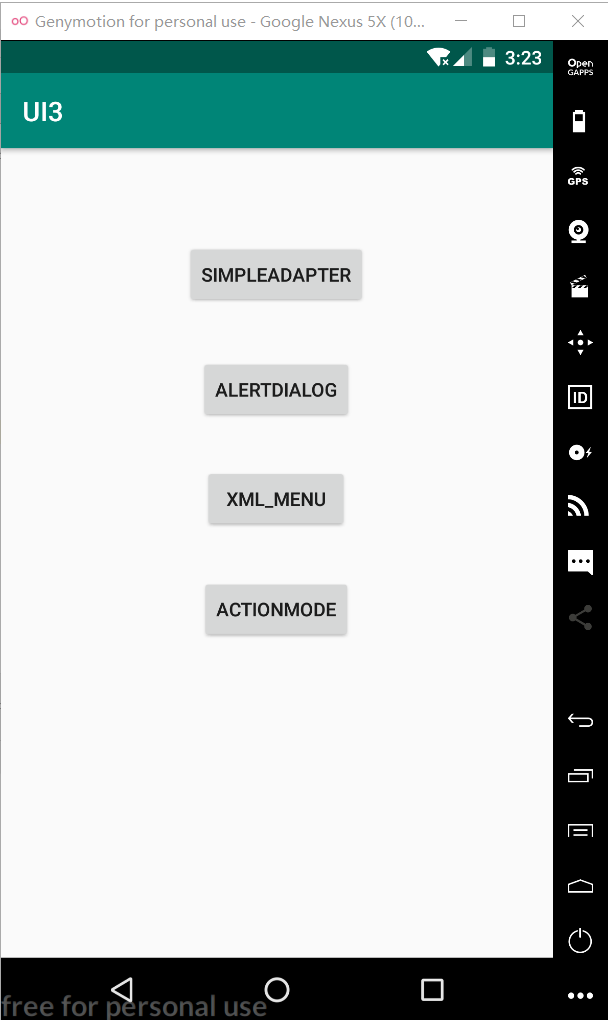 Genymotion for personal use - Google Nexus 5X (10...
3:23
Open
GAPPS
UI3
GPS
SIMPLEADAPTER
ALERTDIALOG
ID
XML_MENU
ACTIONMODE
free for personal use